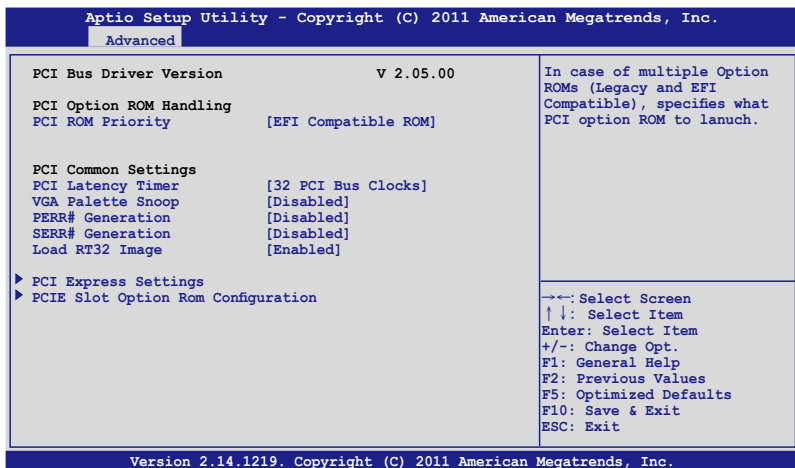 Aptio Setup Utility - Copyright (C) 2011 American Megatrends, Inc.
Advanced
PCI Bus Driver Version V 2.05.00
PCI Option ROM Handling
PCI ROM Priority [EFI Compatible ROM]
PCI Common Settings
PCI Latency Timer [32 PCI Bus Clocks]
VGA Palette Snoop [Disabled]
PERR# Generation [Disabled]
SERR# Generation [Disabled]
Load RT32 Image [Enabled]
PCI Express Settings
PCIE Slot Option Rom Configuration
In case of multiple Option
ROMs (Legacy and EFI
Compatible), specifies what
PCI option ROM to lanuch.
→←: Select Screen
↑↓: Select Item
Enter: Select Item
+/-: Change Opt.
F1: General Help
F2: Previous Values
F5: Optimized Defaults
F10: Save & Exit
ESC: Exit
Version 2.14.1219. Copyright (C) 2011 American Megatrends, Inc.